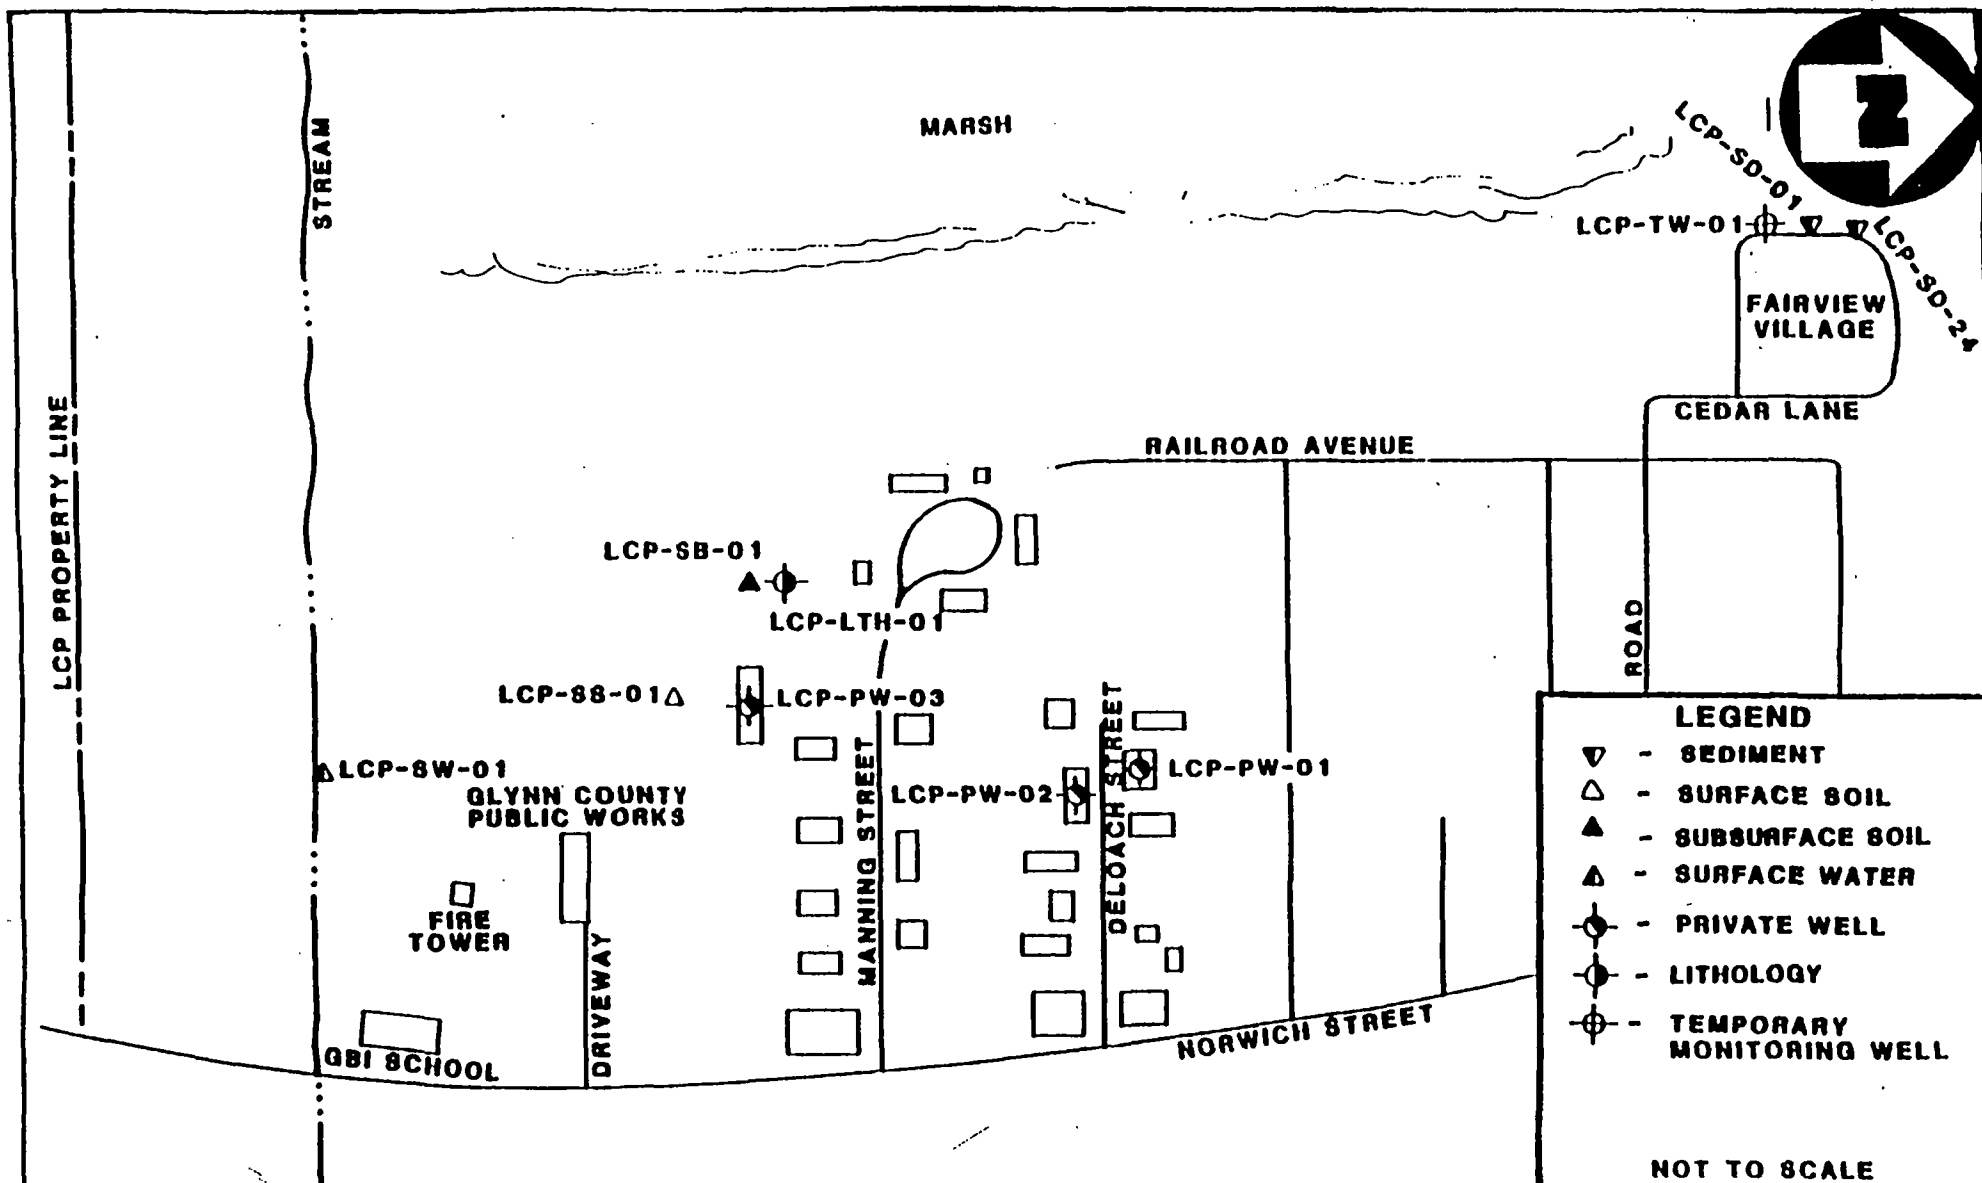 MARSH
N
STREAM
LCP-SD-01
LCP-TW-01
LCP-SD-24
FAIRVIEW
VILLAGE
CEDAR LANE
LCP PROPERTY LINE
RAILROAD AVENUE
LCP-SB-01
LCP-LTH-01
ROAD
LCP-SS-01
LCP-PW-03
LCP-SW-01
GLYNN COUNTY
PUBLIC WORKS
MANNING STREET
LCP-PW-02
DELOACH STREET
LCP-PW-01
FIRE
TOWER
DRIVEWAY
GBI SCHOOL
NORWICH STREET
LEGEND
- SEDIMENT
- SURFACE SOIL
- SUBSURFACE SOIL
- SURFACE WATER
- PRIVATE WELL
- LITHOLOGY
- TEMPORARY
MONITORING WELL
NOT TO SCALE